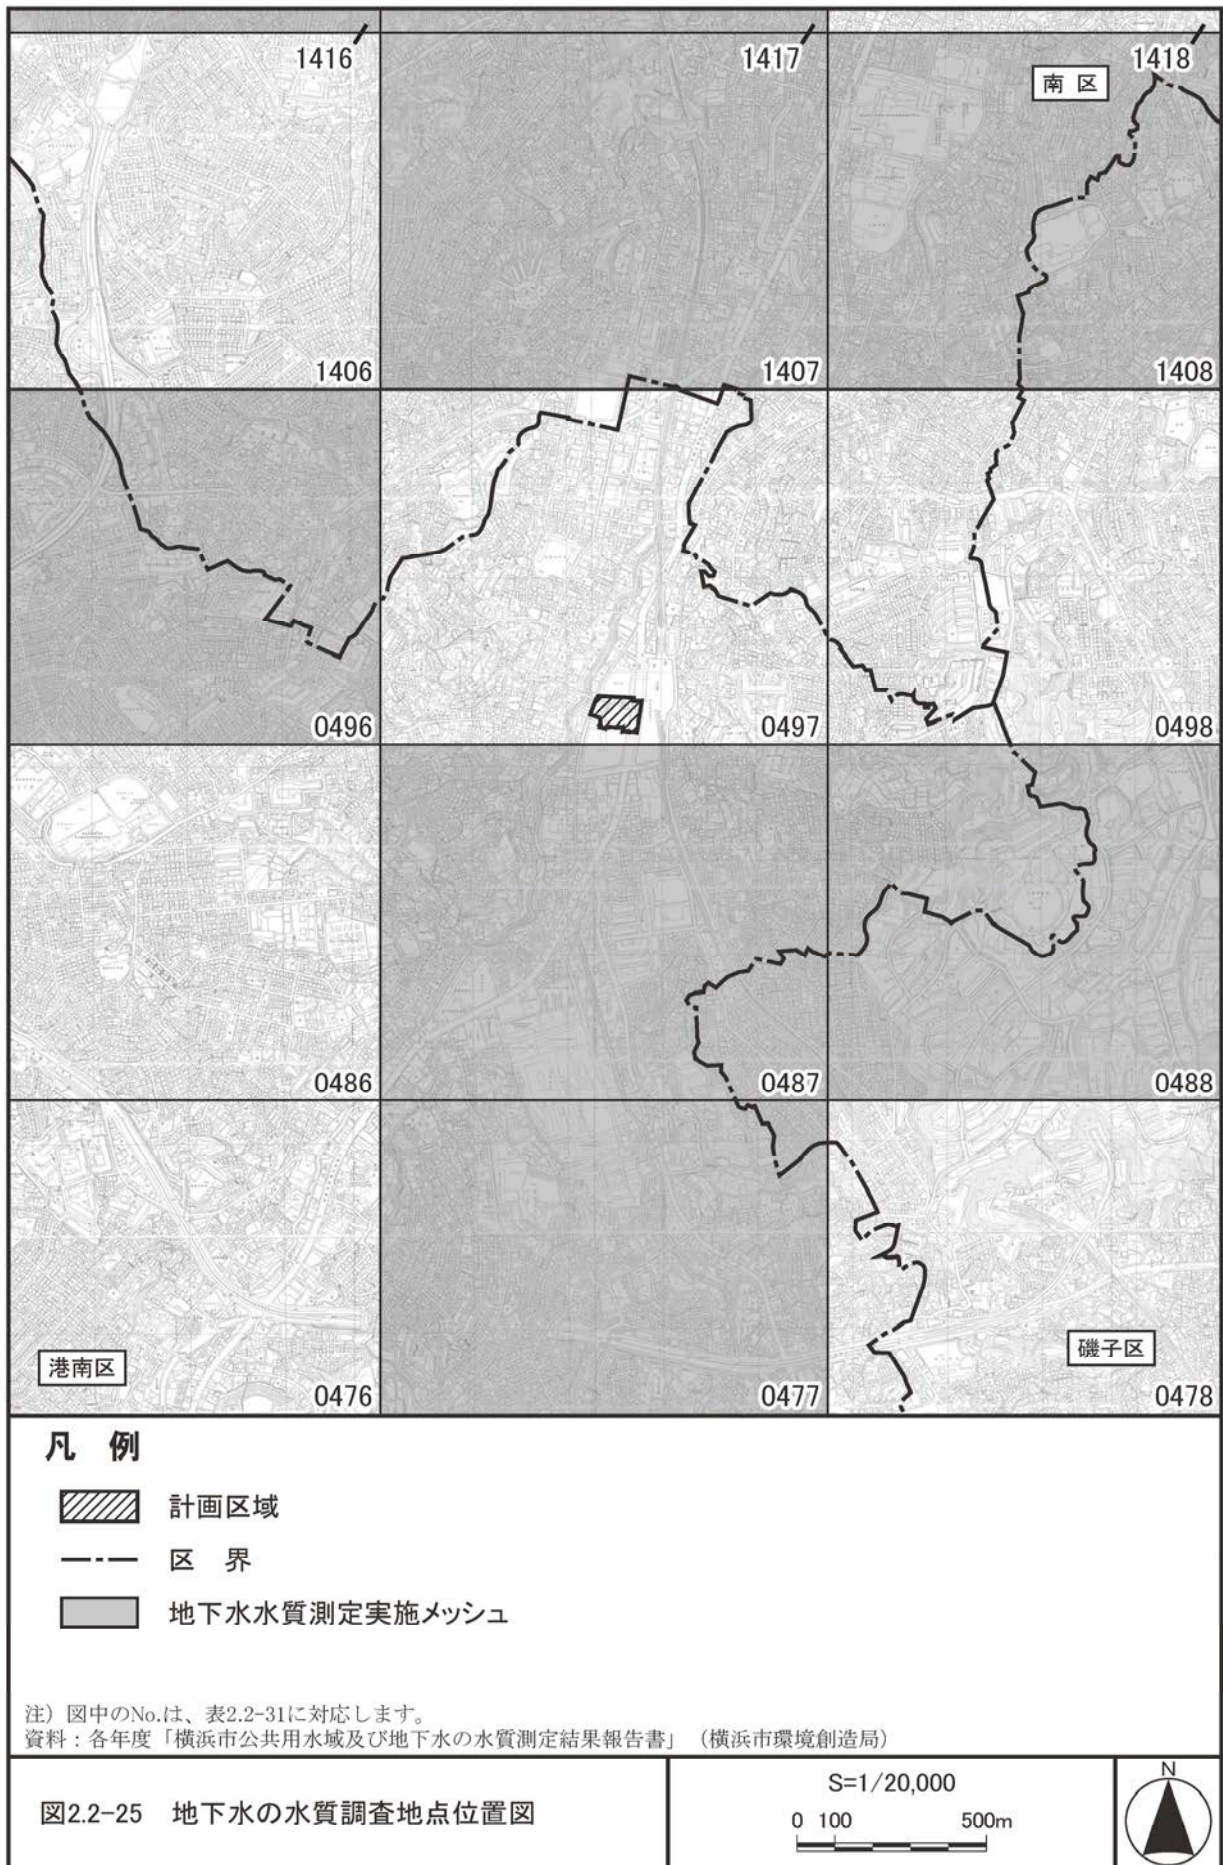 1416
1417
1418
南 区
1406
1407
1408
0496
0497
0498
0486
0487
0488
港南区
磯子区
0476
0477
0478
凡 例
計画区域
区 界
地下水水質測定実施メッシュ
注）図中のNo.は、表2.2-31に対応します。
資料：各年度「横浜市公共用水域及び地下水の水質測定結果報告書」（横浜市環境創造局）
図2.2-25 地下水の水質調査地点位置図
S=1/20,000
0 100 500m
N